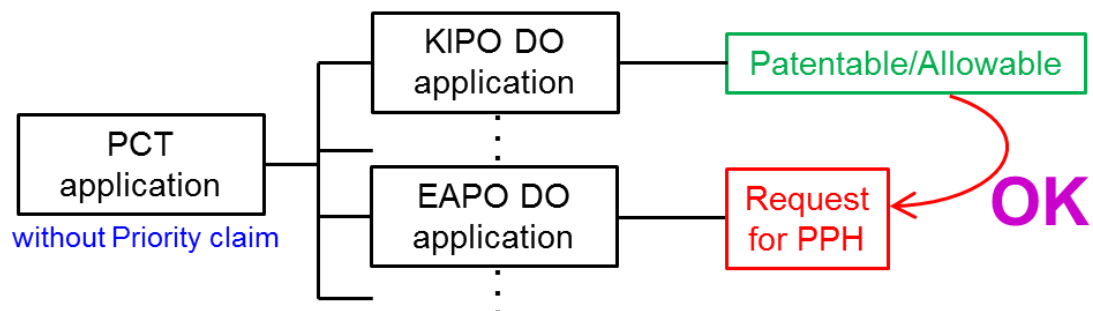 KIPO DO
application
Patentable/Allowable
PCT
application
without Priority claim
EAPO DO
application
Request
for PPH
OK